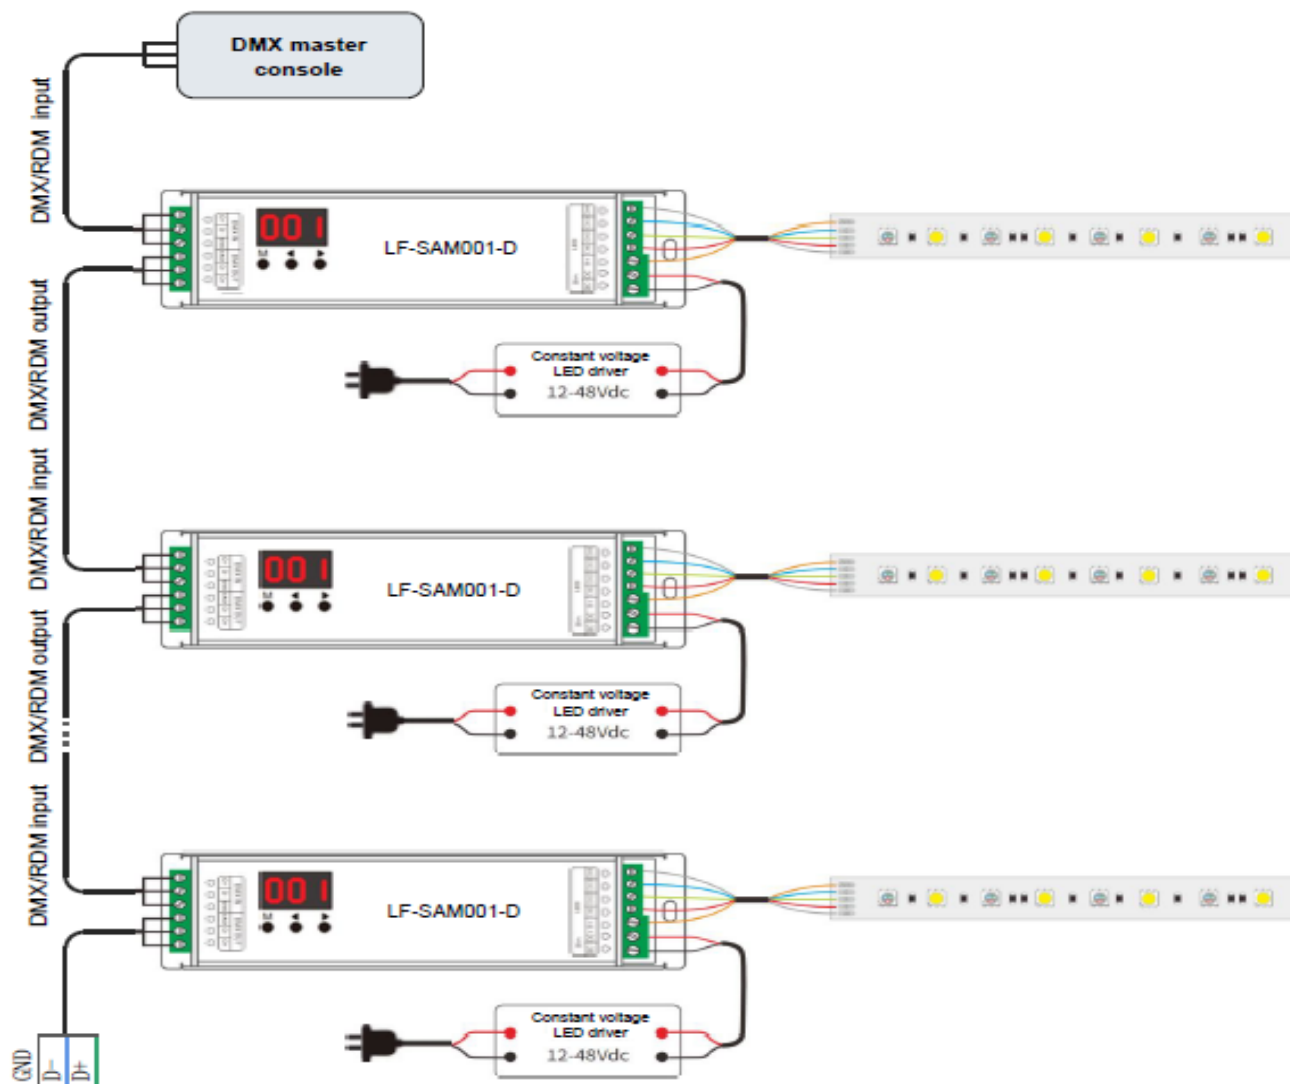 DMX master
console
DMX/RDM input
001
LF-SAM001-D
DMX/RDM output
Constant voltage
LED driver
12-48Vdc
DMX/RDM input
001
LF-SAM001-D
DMX/RDM output
Constant voltage
LED driver
12-48Vdc
DMX/RDM input
001
LF-SAM001-D
Constant voltage
LED driver
12-48Vdc
GND
D-
D+